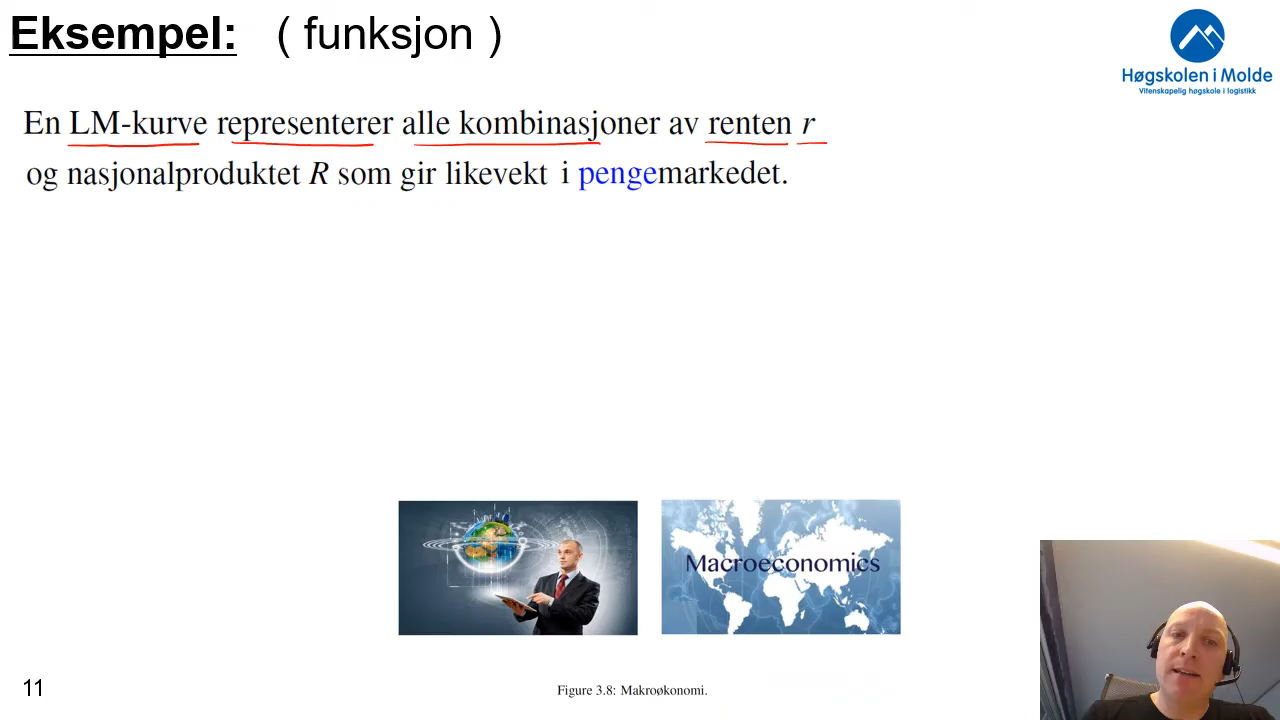 Eksempel: ( funksjon )
Høgskolen i Molde
Vitenskapelig høgskole i logistikk
En LM-kurve representerer alle kombinasjoner av renten r
og nasjonalproduktet R som gir likevekt i pengemarkedet.
Macroeconomics
11
Figure 3.8: Makroøkonomi.